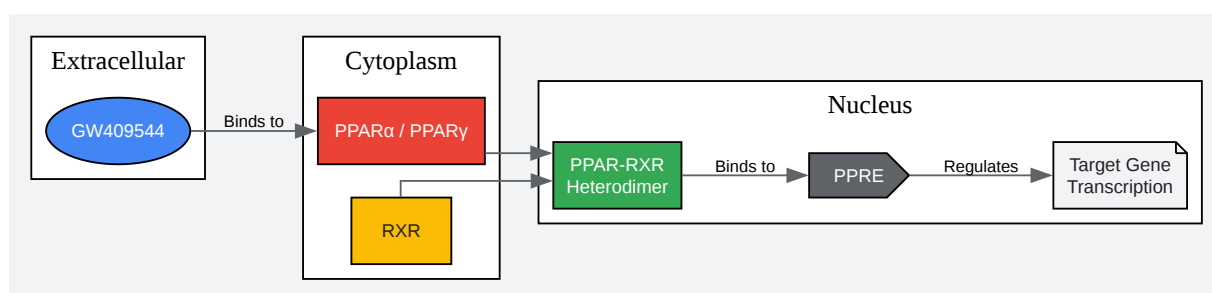 Extracellular
GW409544
Binds to
Cytoplasm
PPARα / PPARγ
RXR
Nucleus
PPAR-RXR
Heterodimer
Binds to
PPRE
Regulates
Target Gene
Transcription